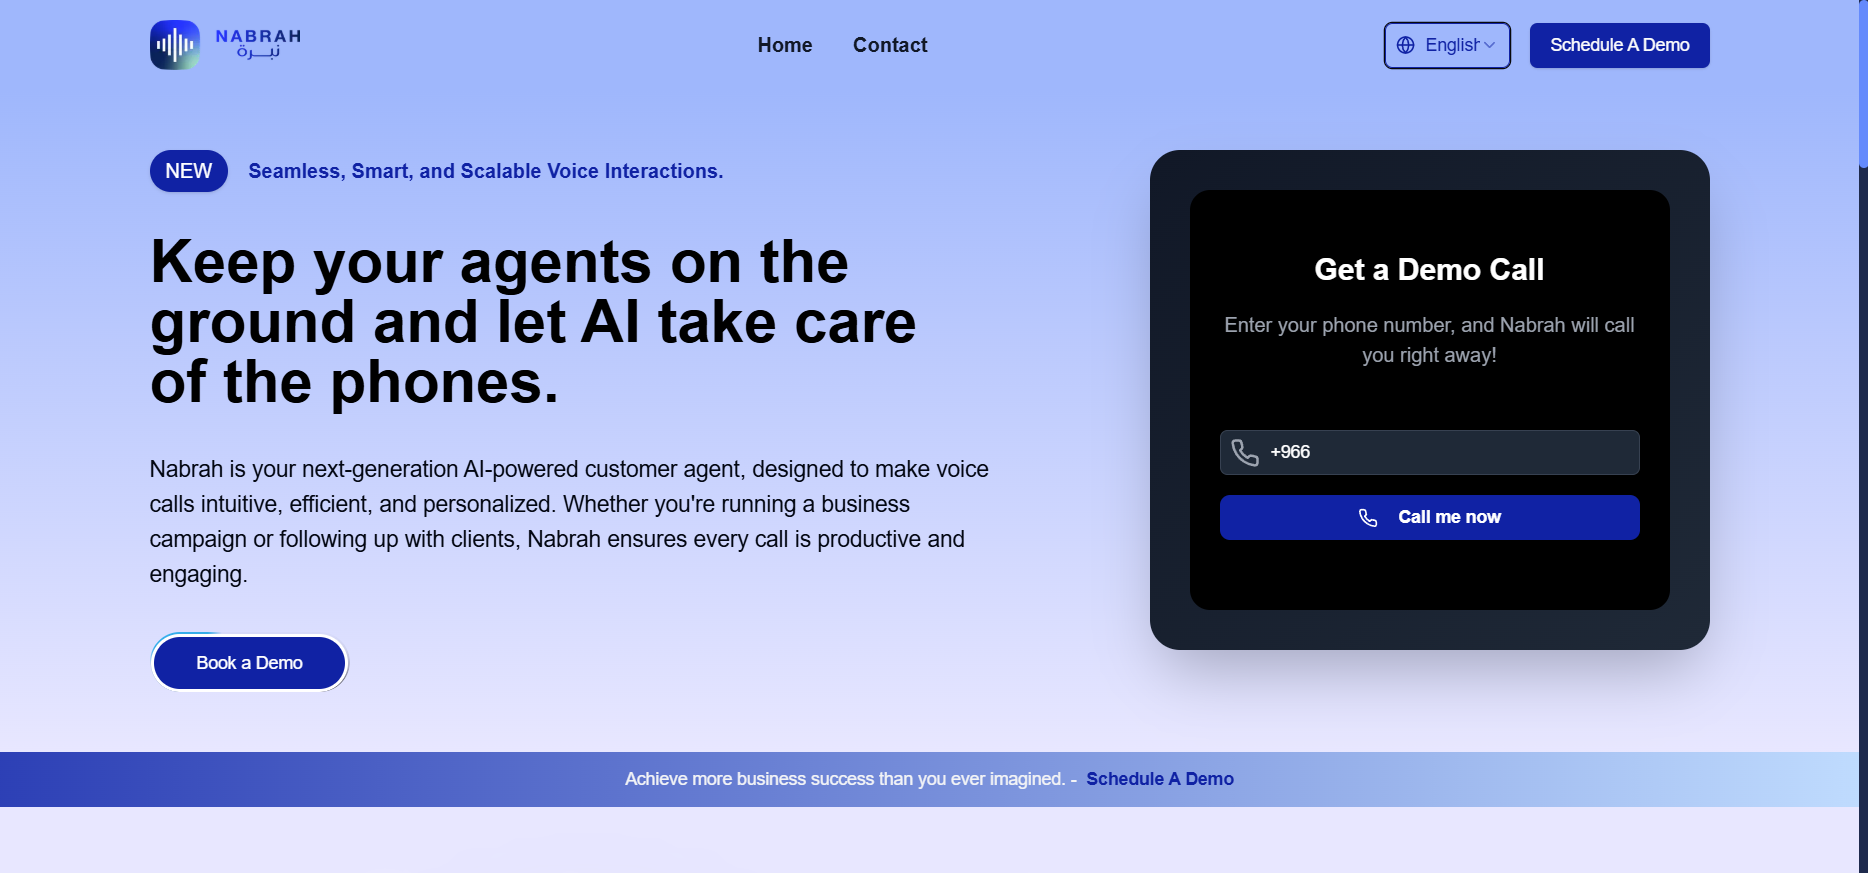 NABRAH
نبرة
Home
Contact
English
Schedule A Demo
NEW
Seamless, Smart, and Scalable Voice Interactions.
Keep your agents on the
ground and let AI take care
of the phones.
Nabrah is your next-generation AI-powered customer agent, designed to make voice
calls intuitive, efficient, and personalized. Whether you're running a business
campaign or following up with clients, Nabrah ensures every call is productive and
engaging.
Book a Demo
Get a Demo Call
Enter your phone number, and Nabrah will call
you right away!
+966
Call me now
Achieve more business success than you ever imagined. - Schedule A Demo